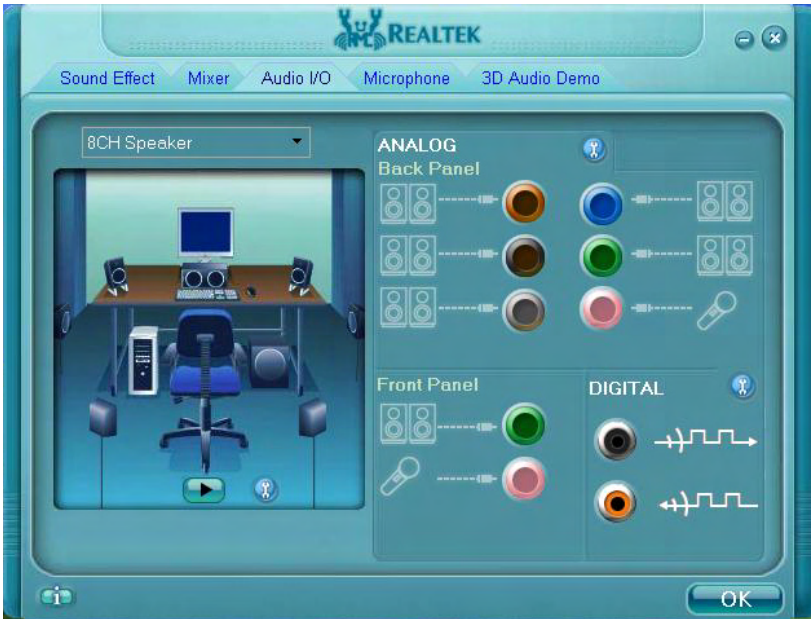 REALTEK
Sound Effect Mixer Audio I/O Microphone 3D Audio Demo
8CH Speaker
ANALOG
Back Panel
Front Panel
DIGITAL
OK